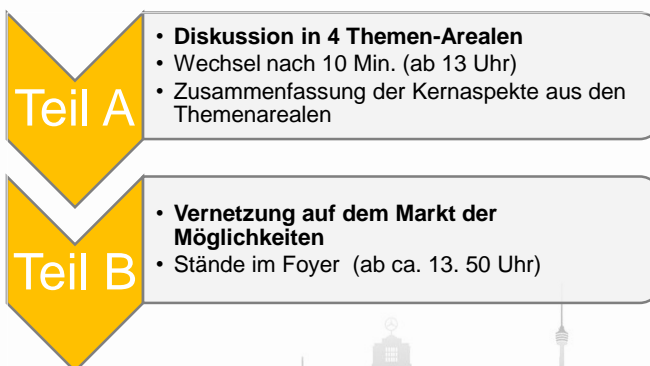 Teil A
• Diskussion in 4 Themen-Arealen
• Wechsel nach 10 Min. (ab 13 Uhr)
• Zusammenfassung der Kernaspekte aus den
Themenarealen
Teil B
• Vernetzung auf dem Markt der
Möglichkeiten
• Stände im Foyer (ab ca. 13. 50 Uhr)